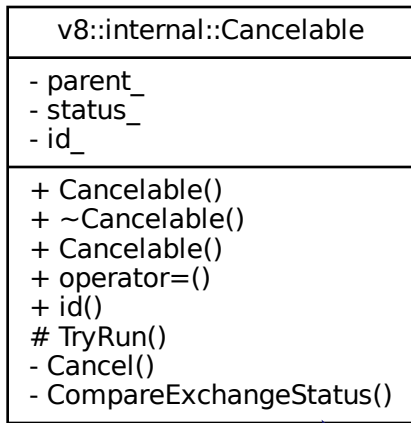 v8::internal::Cancelable
- parent_
- status_
- id_
+ Cancelable()
+ ~Cancelable()
+ Cancelable()
+ operator=()
+ id()
# TryRun()
- Cancel()
- CompareExchangeStatus()